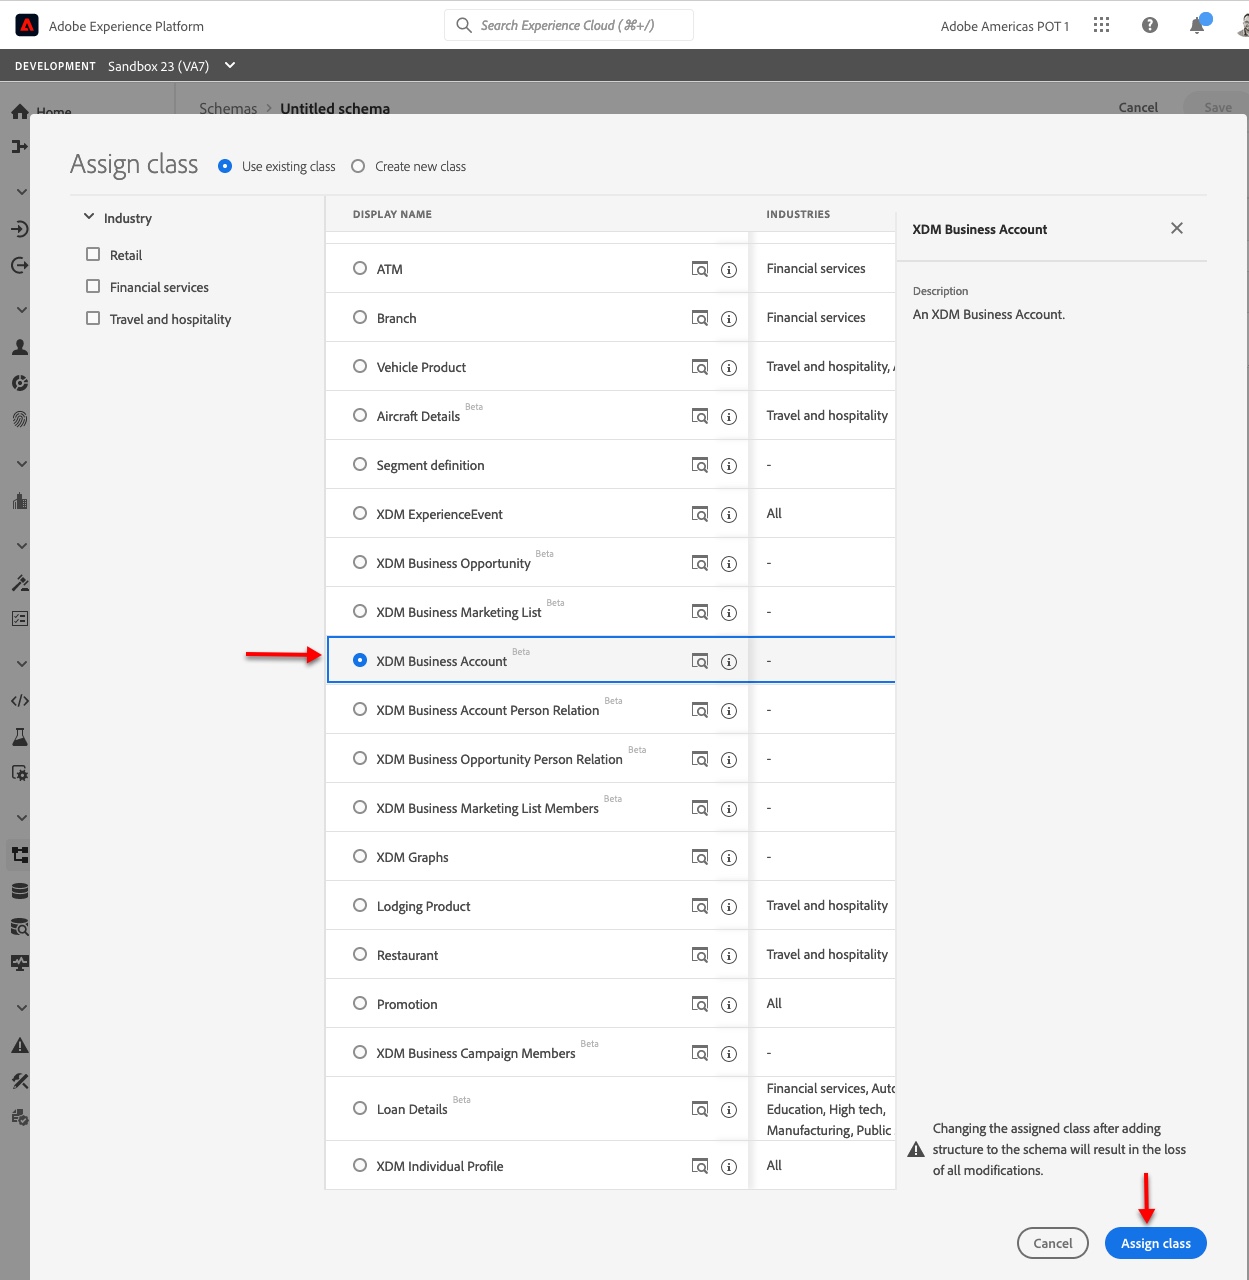 Adobe Experience Platform
Search Experience Cloud (⌘+/)
Adobe Americas POT 1
DEVELOPMENT Sandbox 23 (VA7)
Home
Schemas > Untitled schema
Cancel
Save
Assign class
Use existing class
Create new class
Industry
Retail
Financial services
Travel and hospitality
DISPLAY NAME INDUSTRIES
ATM Financial services
Branch Financial services
Vehicle Product Travel and hospitality,
Aircraft Details Beta Travel and hospitality
Segment definition -
XDM ExperienceEvent All
XDM Business Opportunity Beta -
XDM Business Marketing List Beta -
XDM Business Account Beta -
XDM Business Account Person Relation Beta -
XDM Business Opportunity Person Relation Beta -
XDM Business Marketing List Members Beta -
XDM Graphs -
Lodging Product Travel and hospitality
Restaurant Travel and hospitality
Promotion All
XDM Business Campaign Members Beta -
Loan Details Beta Financial services, Auto
Education, High tech,
Manufacturing, Public
XDM Individual Profile All
XDM Business Account
Description
An XDM Business Account.
Changing the assigned class after adding
structure to the schema will result in the loss
of all modifications.
Cancel
Assign class